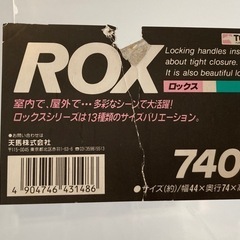 ROX
Locking handles ins
about tight closure.
It is also beautiful lo
ロックス
室内で、屋外で…多彩なシーンで大活躍!
ロックスシリーズは13種類のサイズバリエーション。
●お問い合わせは
天馬株式会社
740
●サイズ(約)/幅44×奥行74×高
4 904746 431486